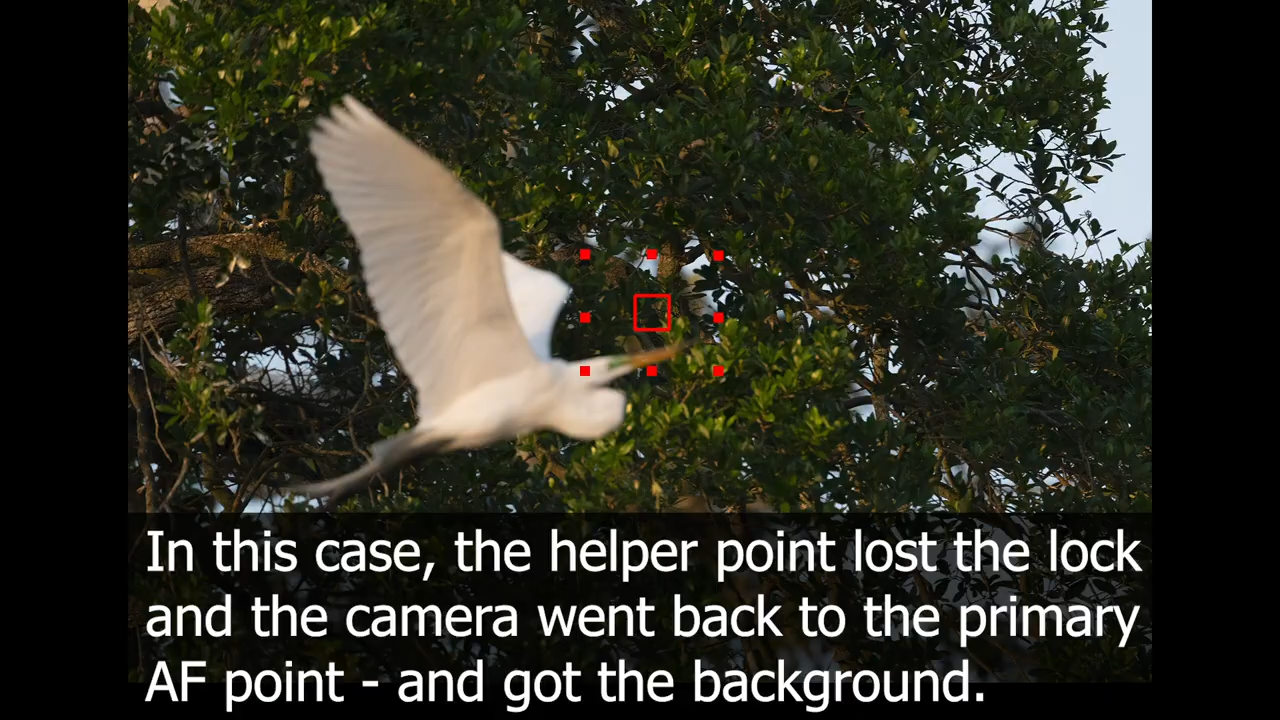 In this case, the helper point lost the lock
and the camera went back to the primary
AF point - and got the background.